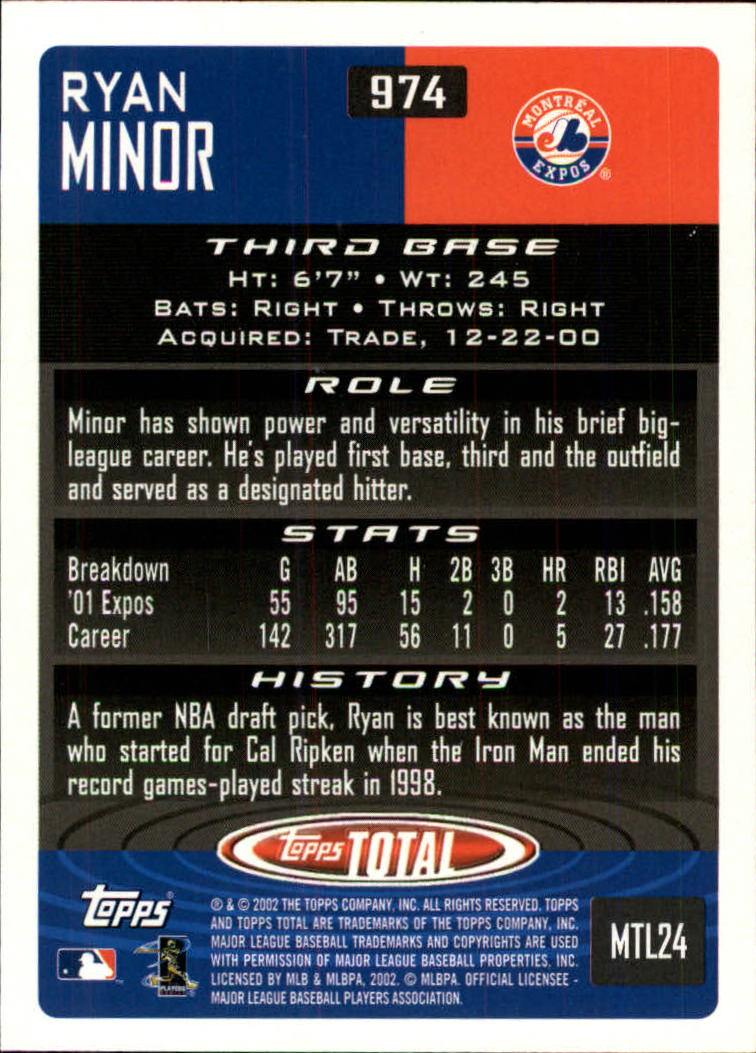 RYAN
MINOR
974
MONTRÉAL
EXPOS
®
THIRD BASE
HT: 6'7" • WT: 245
BATS: RIGHT • THROWS: RIGHT
ACQUIRED: TRADE, 12-22-00
ROLE
Minor has shown power and versatility in his brief big-
league career. He's played first base, third and the outfield
and served as a designated hitter.
STATS
Breakdown G AB H 2B 3B HR RBI AVG
'01 Expos 55 95 15 2 0 2 13 .158
Career 142 317 56 11 0 5 27 .177
HISTORY
A former NBA draft pick, Ryan is best known as the man
who started for Cal Ripken when the Iron Man ended his
record games-played streak in 1998.
Topps TOTAL
Topps®
® & © 2002 THE TOPPS COMPANY, INC. ALL RIGHTS RESERVED. TOPPS
AND TOPPS TOTAL ARE TRADEMARKS OF THE TOPPS COMPANY, INC.
MAJOR LEAGUE BASEBALL TRADEMARKS AND COPYRIGHTS ARE USED
WITH PERMISSION OF MAJOR LEAGUE BASEBALL PROPERTIES, INC.
LICENSED BY MLB & MLBPA, 2002. © MLBPA. OFFICIAL LICENSEE -
MAJOR LEAGUE BASEBALL PLAYERS ASSOCIATION.
MTL24
PLAYERS